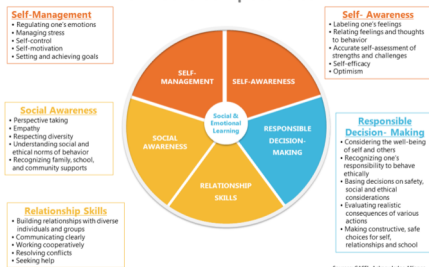 Self-Management
• Regulating one's emotions
• Managing stress
• Self-control
• Self-motivation
• Setting and achieving goals
Self- Awareness
• Labeling one's feelings
• Relating feelings and thoughts
to behavior
• Accurate self-assessment of
strengths and challenges
• Self-efficacy
• Optimism
SELF-
MANAGEMENT
SELF-AWARENESS
Social &
Emotional
Learning
SOCIAL
AWARENESS
RESPONSIBLE
DECISION-
MAKING
RELATIONSHIP
SKILLS
Social Awareness
• Perspective taking
• Empathy
• Respecting diversity
• Understanding social and
ethical norms of behavior
• Recognizing family, school,
and community supports
Responsible
Decision- Making
• Considering the well-being
of self and others
• Recognizing one's
responsibility to behave
ethically
• Basing decisions on safety,
social and ethical
considerations
• Evaluating realistic
consequences of various
actions
• Making constructive, safe
choices for self,
relationships and school
Relationship Skills
• Building relationships with diverse
individuals and groups
• Communicating clearly
• Working cooperatively
• Resolving conflicts
• Seeking help